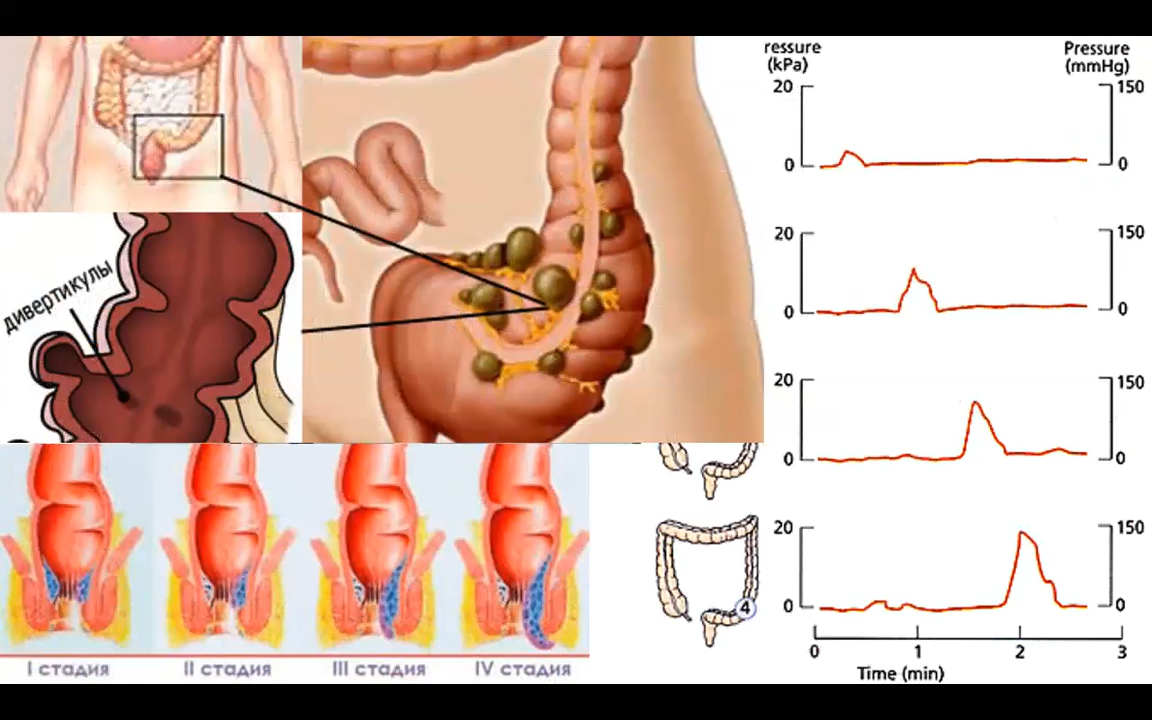 ressure
(kPa)
Pressure
(mmHg)
20
150
0
0
дивертикулы
20
150
0
0
20
150
0
0
20
150
4
0
0
0
1
2
3
Time (min)
I стадия
II стадия
III стадия
IV стадия